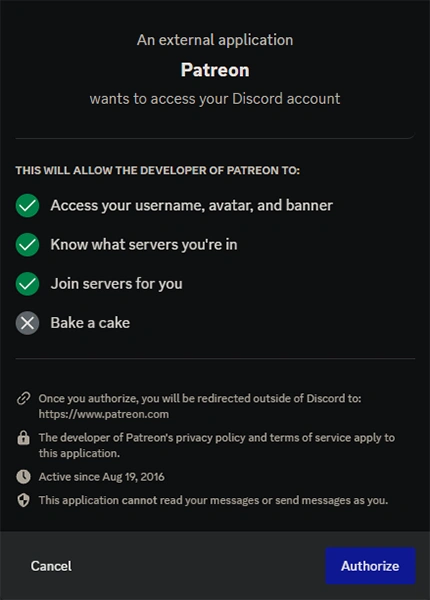 An external application
Patreon
wants to access your Discord account
THIS WILL ALLOW THE DEVELOPER OF PATREON TO:
Access your username, avatar, and banner
Know what servers you're in
Join servers for you
Bake a cake
Once you authorize, you will be redirected outside of Discord to:
https://www.patreon.com
The developer of Patreon's privacy policy and terms of service apply to
this application.
Active since Aug 19, 2016
This application cannot read your messages or send messages as you.
Cancel
Authorize